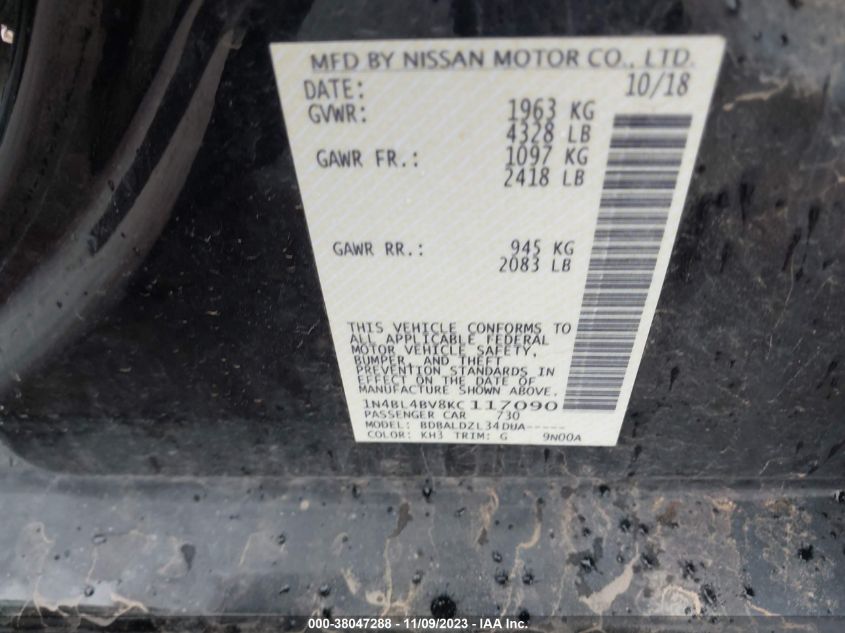 MFD BY NISSAN MOTOR CO., LTD.
DATE: 10/18
GVWR: 1963 KG
4328 LB
GAWR FR.: 1097 KG
2418 LB
GAWR RR.: 945 KG
2083 LB
THIS VEHICLE CONFORMS TO
ALL APPLICABLE FEDERAL
MOTOR VEHICLE SAFETY,
BUMPER, AND THEFT
PREVENTION STANDARDS IN
EFFECT ON THE DATE OF
MANUFACTURE SHOWN ABOVE.
1N4BL4BV8KC117090
PASSENGER CAR 730
MODEL: BDBALDZL34DUA-----
COLOR: KH3 TRIM: G 9N00A
000-38047288 - 11/09/2023 - IAA Inc.